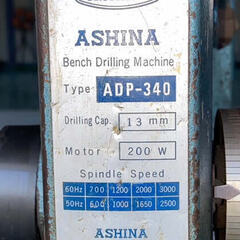 ASHINA
Bench Drilling Machine
Type ADP-340
Drilling Cap. 13 mm
Motor 200 W
Spindle Speed
60Hz 700 1200 2000 3000
50Hz 600 1000 1650 2500
ASHINA